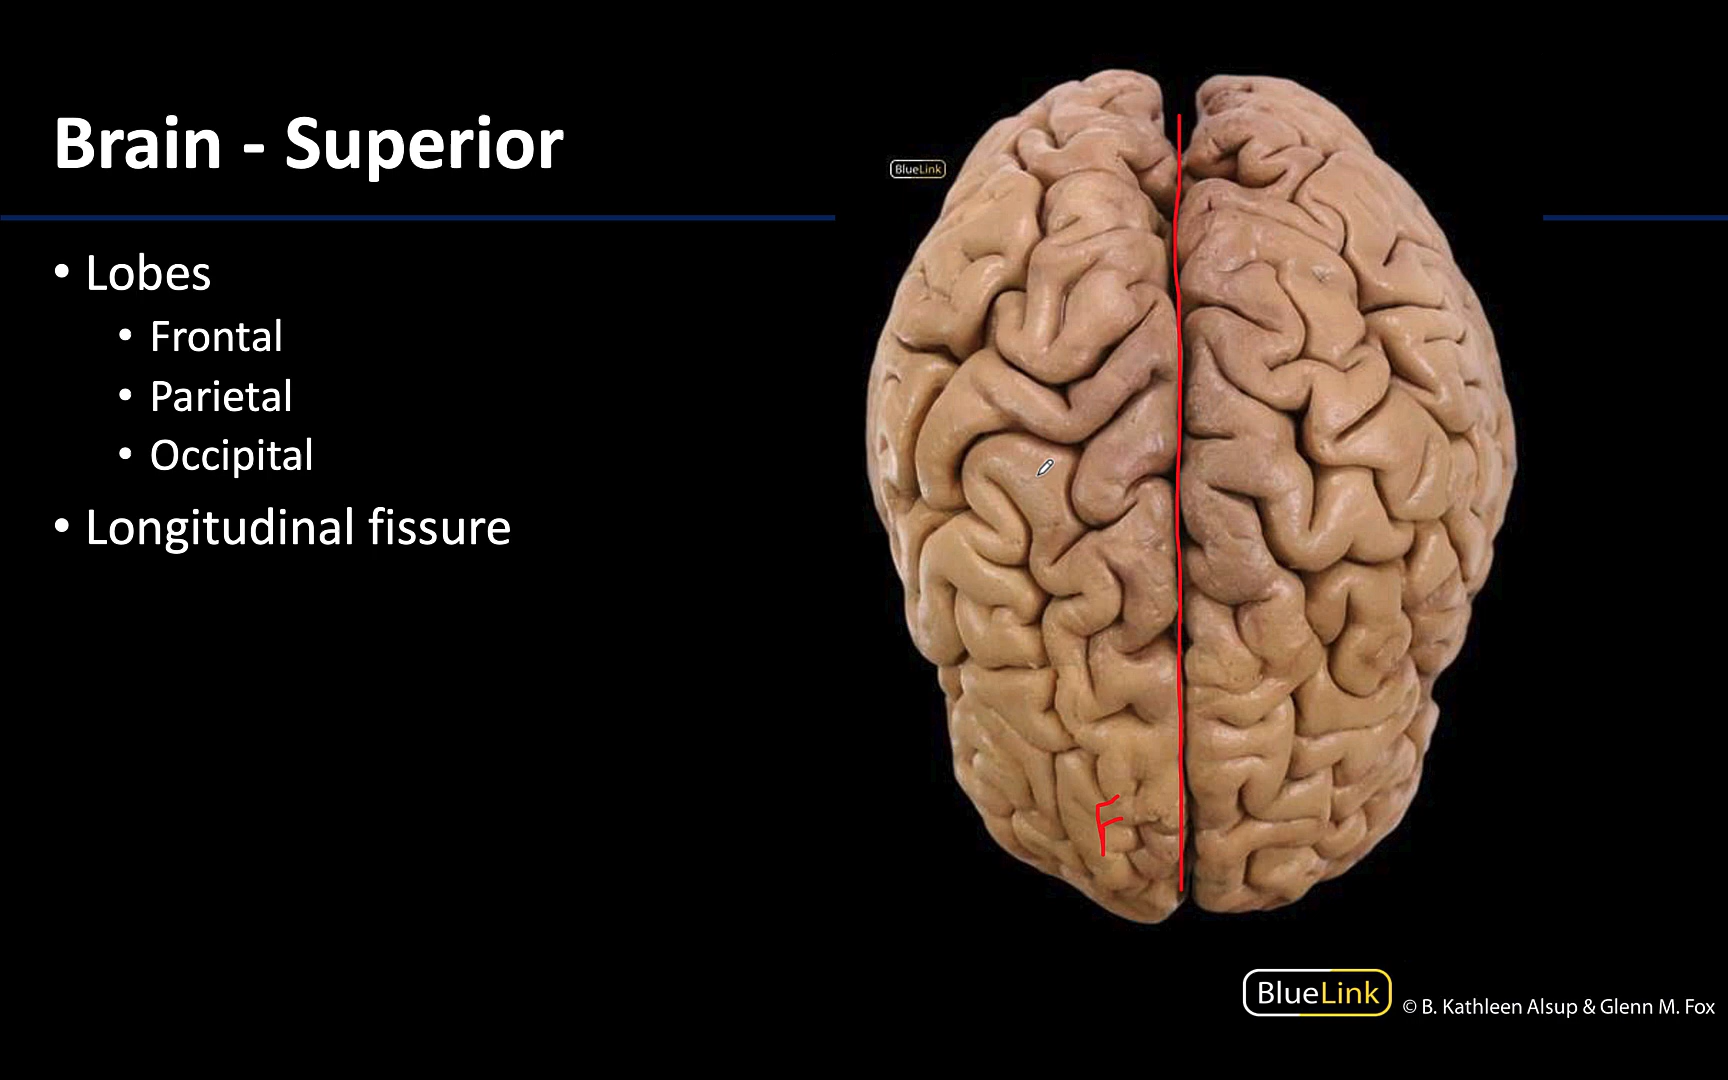 Brain - Superior
BlueLink
• Lobes
• Frontal
• Parietal
• Occipital
• Longitudinal fissure
F
BlueLink
© B. Kathleen Alsup & Glenn M. Fox